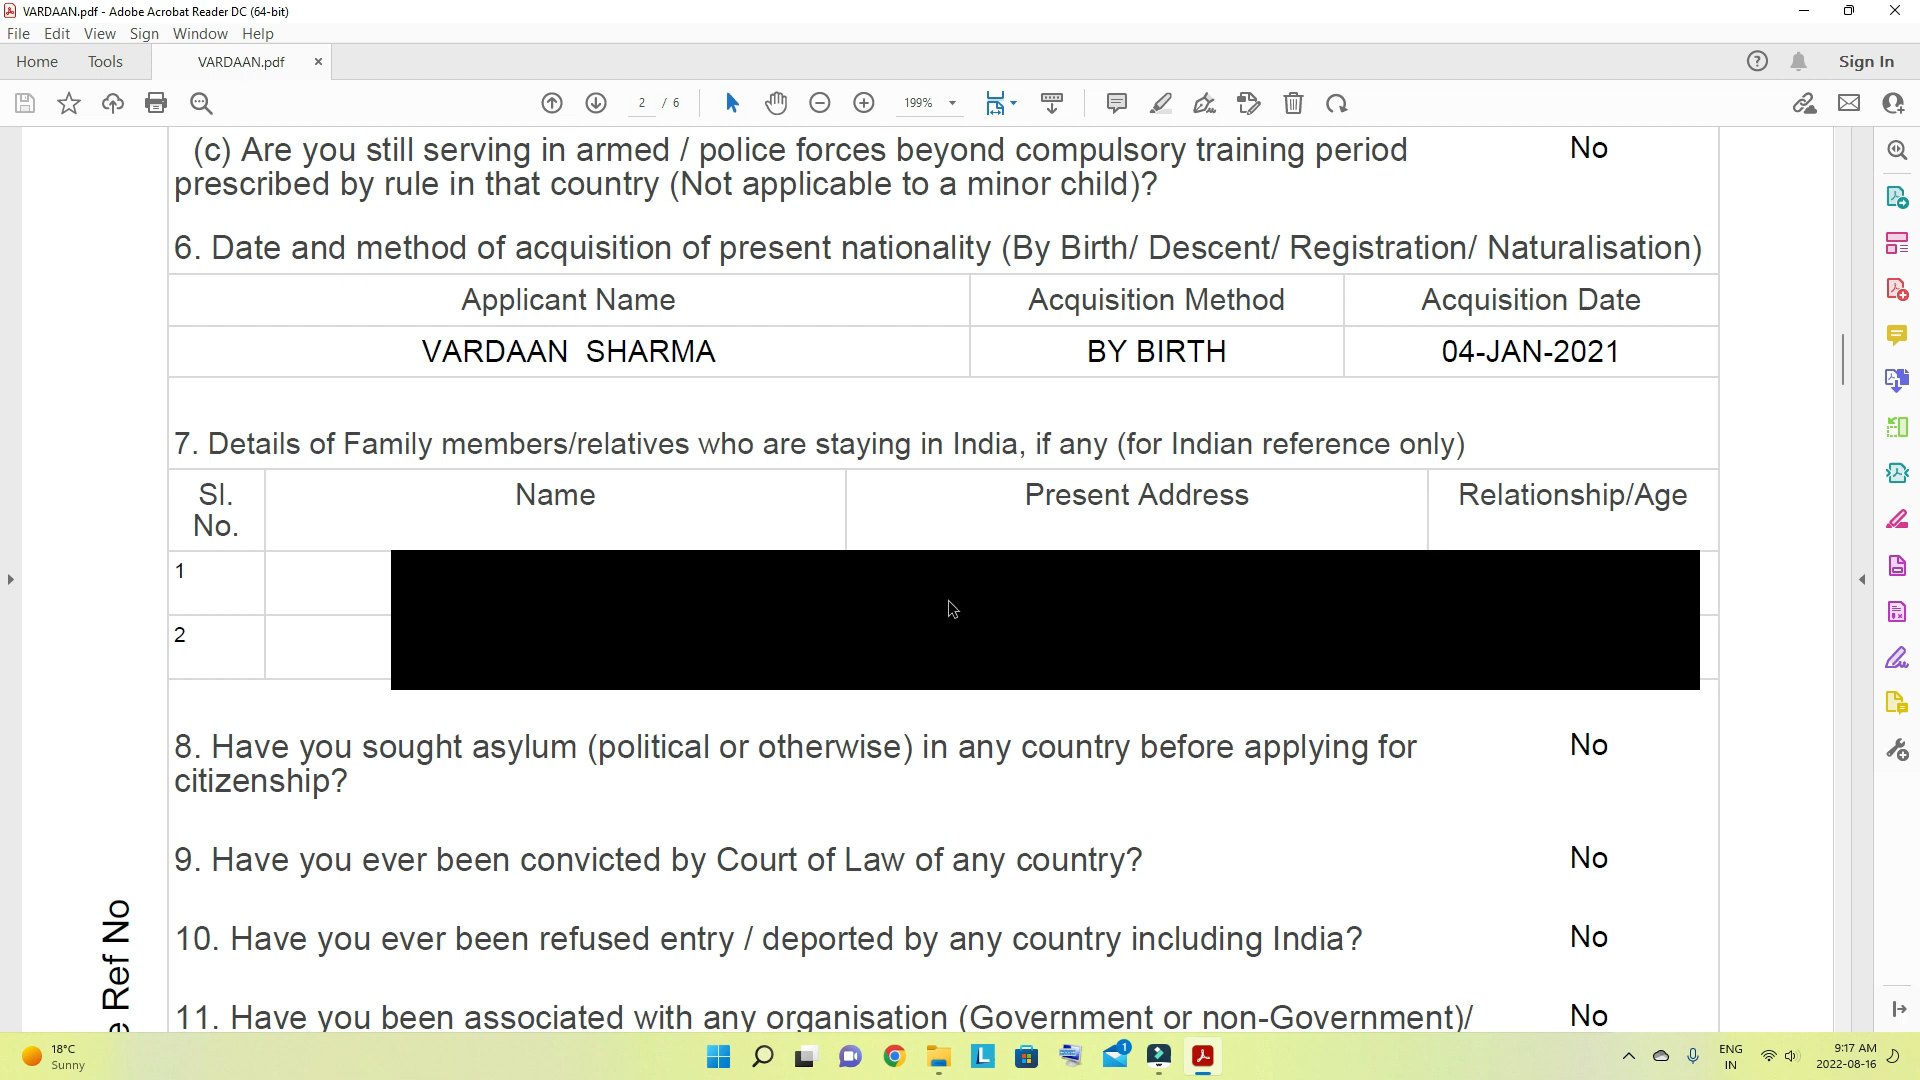 VARDAAN.pdf - Adobe Acrobat Reader DC (64-bit)
File Edit View Sign Window Help
Home Tools VARDAAN.pdf × Sign In
2 / 6 199%
(c) Are you still serving in armed / police forces beyond compulsory training period No
prescribed by rule in that country (Not applicable to a minor child)?
6. Date and method of acquisition of present nationality (By Birth/ Descent/ Registration/ Naturalisation)
Applicant Name Acquisition Method Acquisition Date
VARDAAN SHARMA BY BIRTH 04-JAN-2021
7. Details of Family members/relatives who are staying in India, if any (for Indian reference only)
Sl. Name Present Address Relationship/Age
No.
1
2
8. Have you sought asylum (political or otherwise) in any country before applying for No
citizenship?
9. Have you ever been convicted by Court of Law of any country? No
10. Have you ever been refused entry / deported by any country including India? No
11. Have you been associated with any organisation (Government or non-Government)/ No
e Ref No
18°C
Sunny
L
1
ENG
IN
9:17 AM
2022-08-16